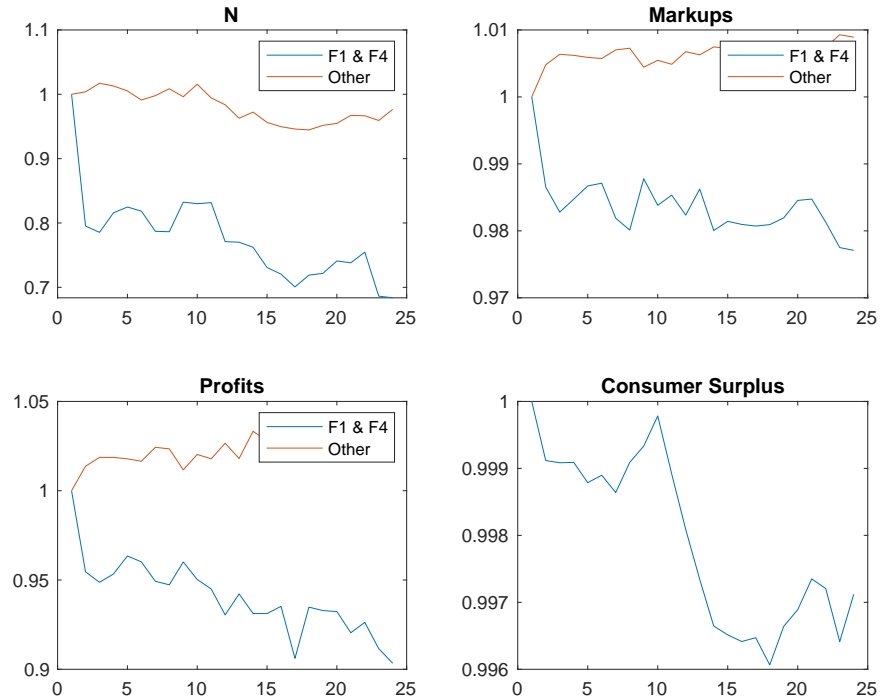 N
1.1
1
0.9
0.8
0.7
0 5 10 15 20 25
F1 & F4
Other
Markups
1.01
1
0.99
0.98
0.97
0 5 10 15 20 25
F1 & F4
Other
Profits
1.05
1
0.95
0.9
0 5 10 15 20 25
F1 & F4
Other
Consumer Surplus
1
0.999
0.998
0.997
0.996
0 5 10 15 20 25